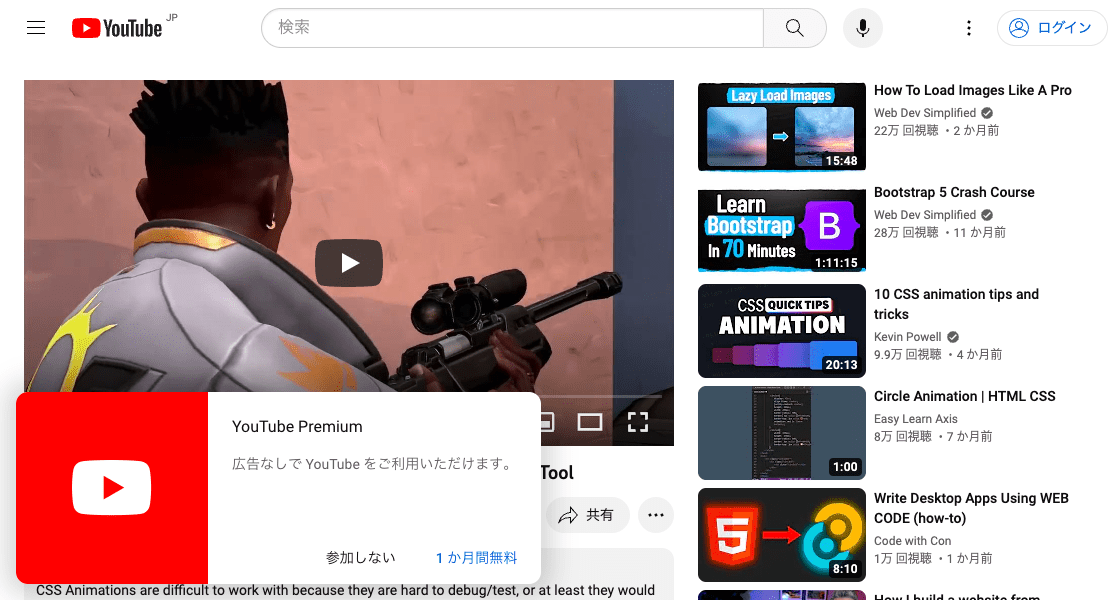 YouTube JP
検索
ログイン
YouTube Premium
広告なしで YouTube をご利用いただけます。
参加しない
1 か月間無料
Tool
共有
CSS Animations are difficult to work with because they are hard to debug/test, or at least they would
Lazy Load Images
15:48
How To Load Images Like A Pro
Web Dev Simplified
22万 回視聴 ・2 か月前
Learn
Bootstrap
In 70 Minutes
B
1:11:15
Bootstrap 5 Crash Course
Web Dev Simplified
28万 回視聴 ・11 か月前
CSS QUICK TIPS
ANIMATION
20:13
10 CSS animation tips and
tricks
Kevin Powell
9.9万 回視聴 ・4 か月前
1:00
Circle Animation | HTML CSS
Easy Learn Axis
8万 回視聴 ・7 か月前
5
8:10
Write Desktop Apps Using WEB
CODE (how-to)
Code with Con
1万 回視聴 ・1 か月前
How I build a website from